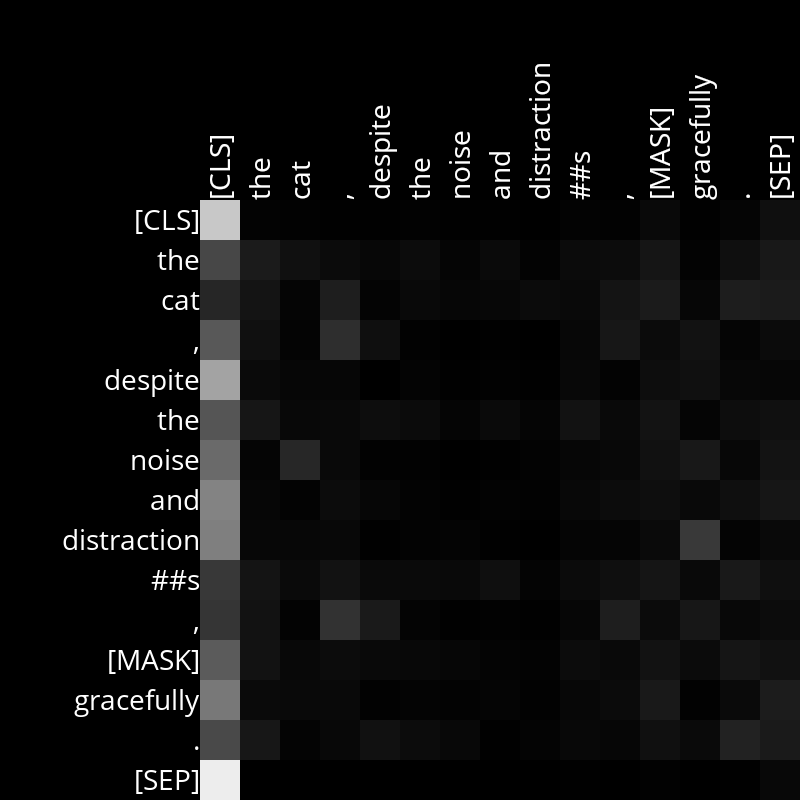 [CLS] the cat , despite the noise and distraction ##s , [MASK] gracefully . [SEP]
[CLS]
the
cat
,
despite
the
noise
and
distraction
##s
,
[MASK]
gracefully
.
[SEP]